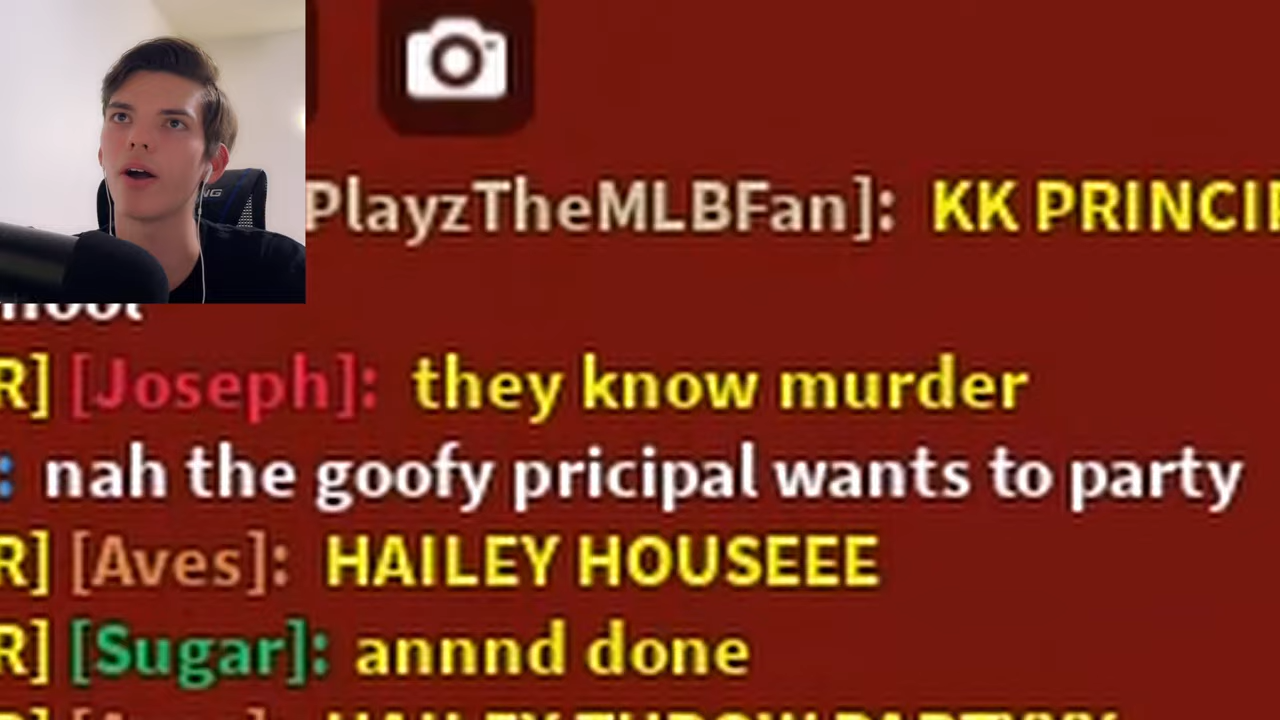 PlayzTheMLBFan]: KK
R] [Joseph]: they know murder
: nah the goofy pricipal wants to party
R] [Aves]: HAILEY HOUSEEE
R] [Sugar]: annnd done